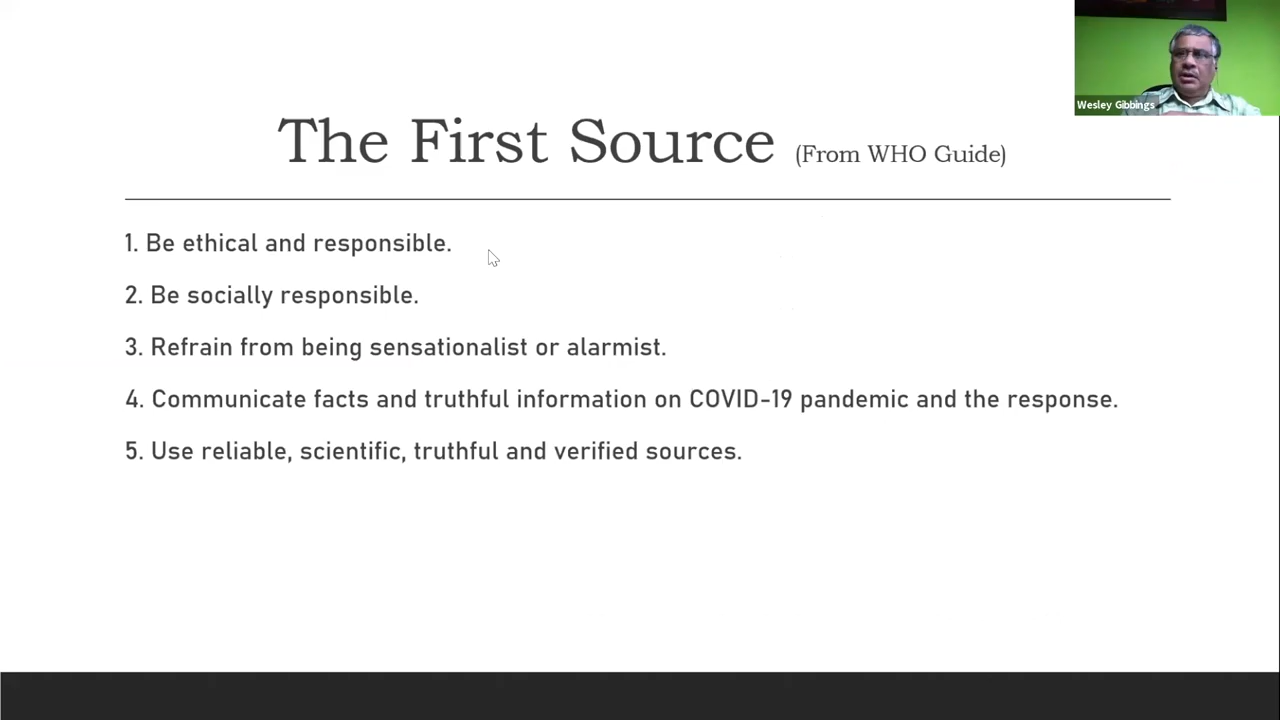 Wesley Gibbings
The First Source (From WHO Guide)
1. Be ethical and responsible.
2. Be socially responsible.
3. Refrain from being sensationalist or alarmist.
4. Communicate facts and truthful information on COVID-19 pandemic and the response.
5. Use reliable, scientific, truthful and verified sources.